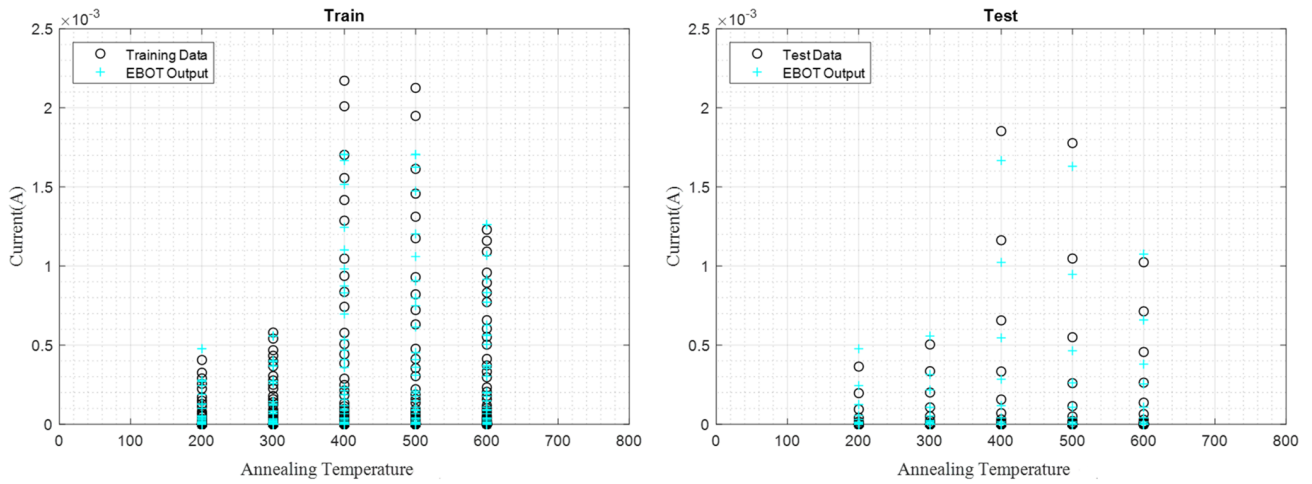 Train
×10⁻³
2.5
2
1.5
1
0.5
0
Current(A)
Training Data
EBOT Output
0 100 200 300 400 500 600 700 800
Annealing Temperature
Test
×10⁻³
2.5
2
1.5
1
0.5
0
Current(A)
Test Data
EBOT Output
0 100 200 300 400 500 600 700 800
Annealing Temperature